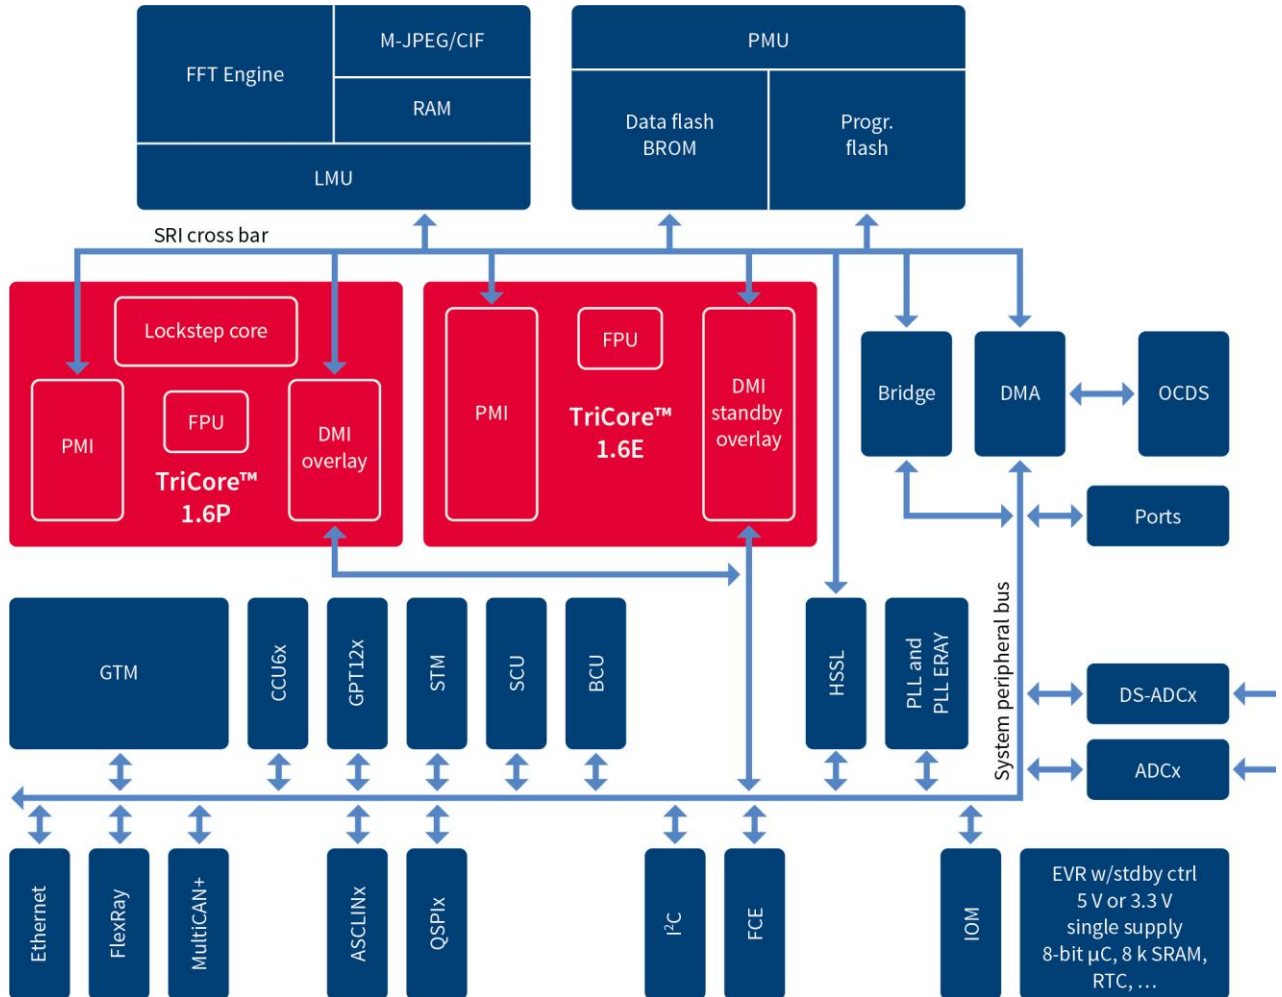 FFT Engine
M-JPEG/CIF
RAM
LMU
PMU
Data flash
BROM
Progr.
flash
SRI cross bar
Lockstep core
PMI
FPU
DMI
overlay
TriCore™
1.6P
PMI
FPU
TriCore™
1.6E
DMI
standby
overlay
Bridge
DMA
OCDS
Ports
System peripheral bus
GTM
CCU6x
GPT12x
STM
SCU
BCU
HSSL
PLL and
PLL ERAY
DS-ADCx
ADCx
Ethernet
FlexRay
MultiCAN+
ASCLINx
QSPIx
I²C
FCE
IOM
EVR w/stdby ctrl
5 V or 3.3 V
single supply
8-bit µC, 8 k SRAM,
RTC, …